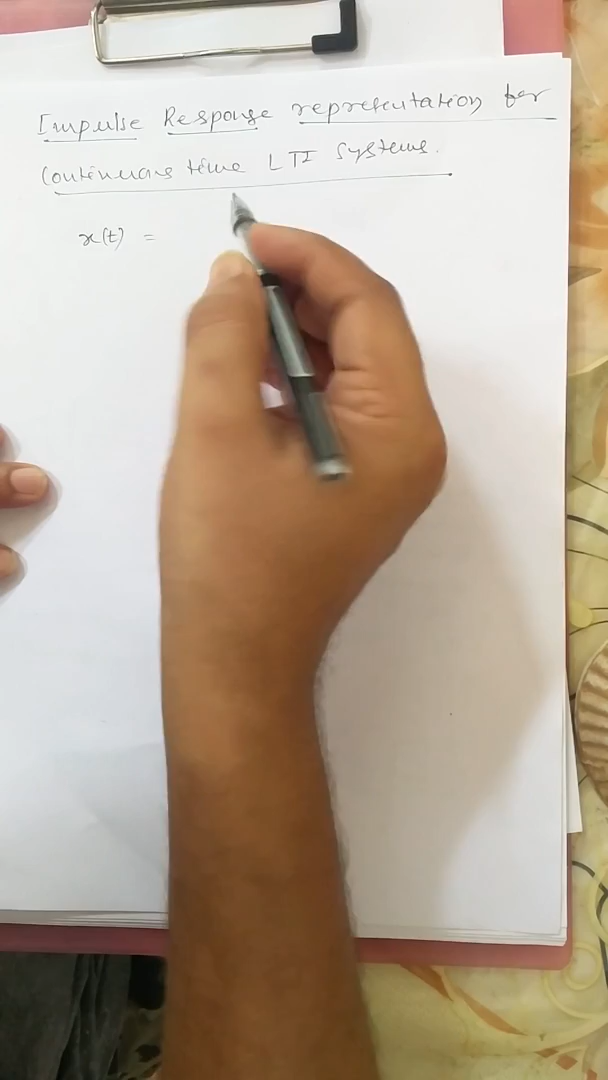 Impulse Response representation for
Continuous time LTI Systems.
x(t) =